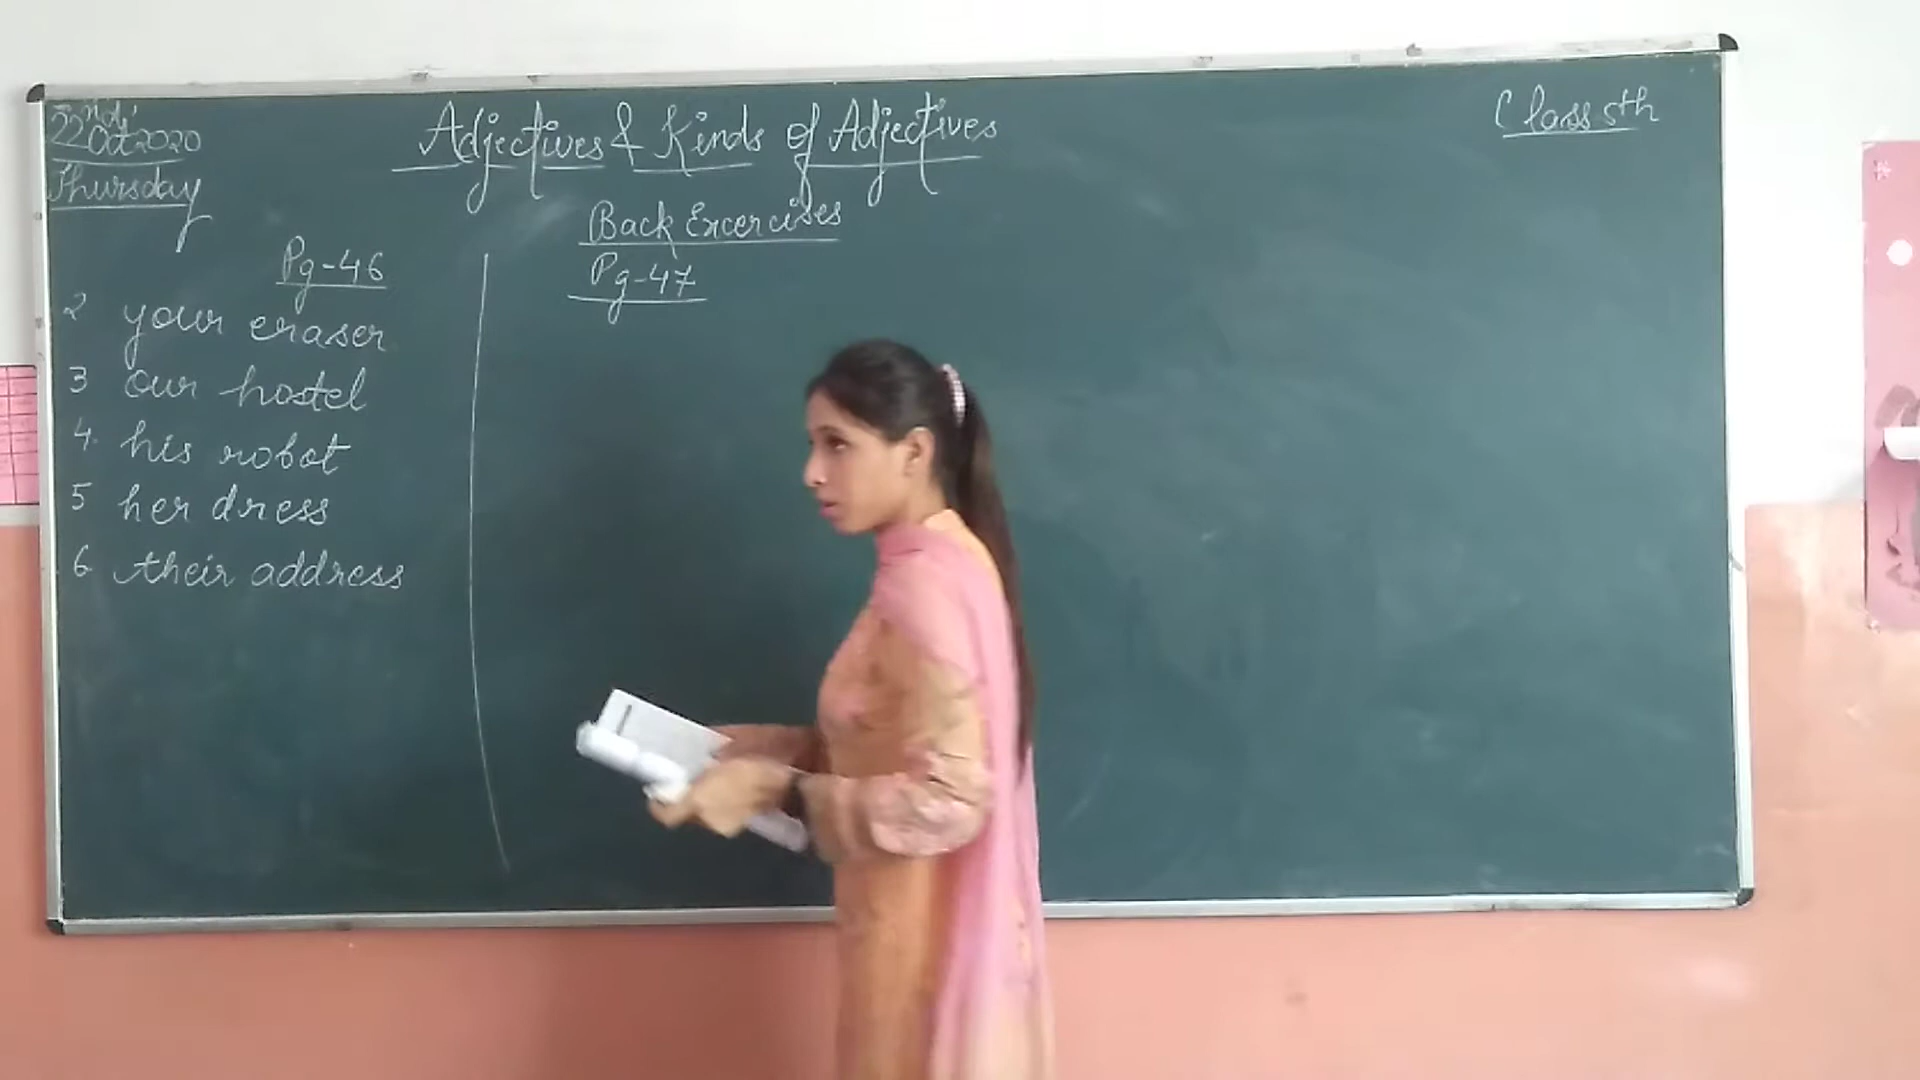 22nd, Oct 2020
Thursday
Adjectives & Kinds of Adjectives
Class 5th
Back Excercises
Pg-46
2 your eraser
3 our hostel
4. his robot
5 her dress
6 their address
Pg-47